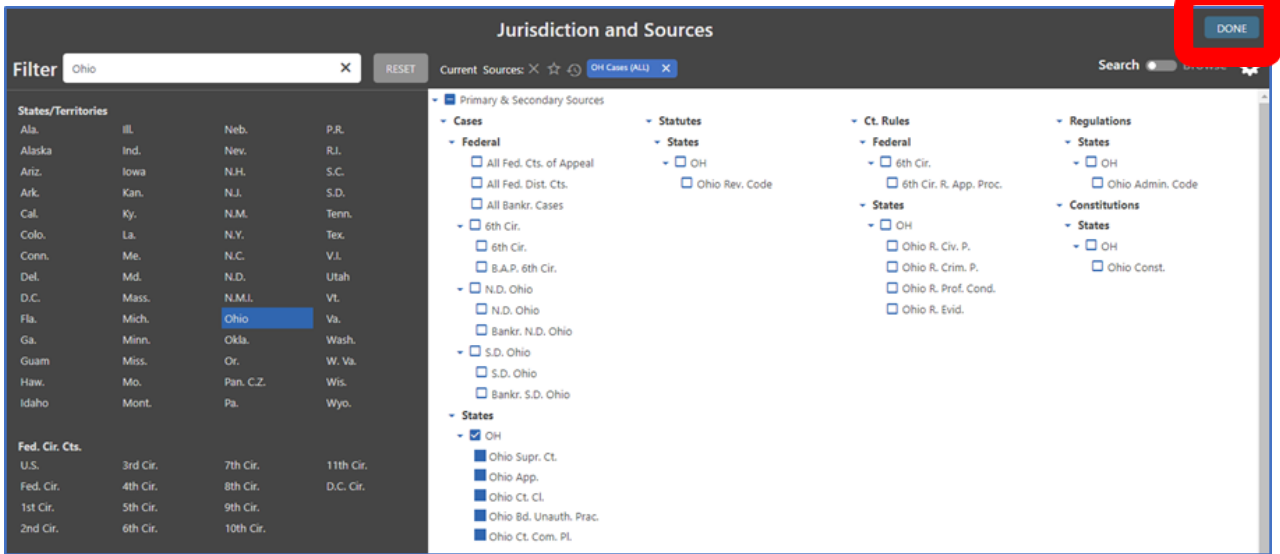 Jurisdiction and Sources
DONE
Filter Ohio RESET
Current Sources: OH Cases (ALL)
Search Browse
States/Territories
Ala. Ill. Neb. P.R.
Alaska Ind. Nev. R.I.
Ariz. Iowa N.H. S.C.
Ark. Kan. N.J. S.D.
Cal. Ky. N.M. Tenn.
Colo. La. N.Y. Tex.
Conn. Me. N.C. V.I.
Del. Md. N.D. Utah
D.C. Mass. N.M.I. Vt.
Fla. Mich. Ohio Va.
Ga. Minn. Okla. Wash.
Guam Miss. Or. W. Va.
Haw. Mo. Pan. C.Z. Wis.
Idaho Mont. Pa. Wyo.
Fed. Cir. Cts.
U.S. 3rd Cir. 7th Cir. 11th Cir.
Fed. Cir. 4th Cir. 8th Cir. D.C. Cir.
1st Cir. 5th Cir. 9th Cir.
2nd Cir. 6th Cir. 10th Cir.
Primary & Secondary Sources
Cases
Federal
All Fed. Cts. of Appeal
All Fed. Dist. Cts.
All Bankr. Cases
6th Cir.
6th Cir.
B.A.P. 6th Cir.
N.D. Ohio
N.D. Ohio
Bankr. N.D. Ohio
S.D. Ohio
S.D. Ohio
Bankr. S.D. Ohio
States
OH
Ohio Supr. Ct.
Ohio App.
Ohio Ct. Cl.
Ohio Bd. Unauth. Prac.
Ohio Ct. Com. Pl.
Statutes
States
OH
Ohio Rev. Code
Ct. Rules
Federal
6th Cir.
6th Cir. R. App. Proc.
States
OH
Ohio R. Civ. P.
Ohio R. Crim. P.
Ohio R. Prof. Cond.
Ohio R. Evid.
Regulations
States
OH
Ohio Admin. Code
Constitutions
States
OH
Ohio Const.